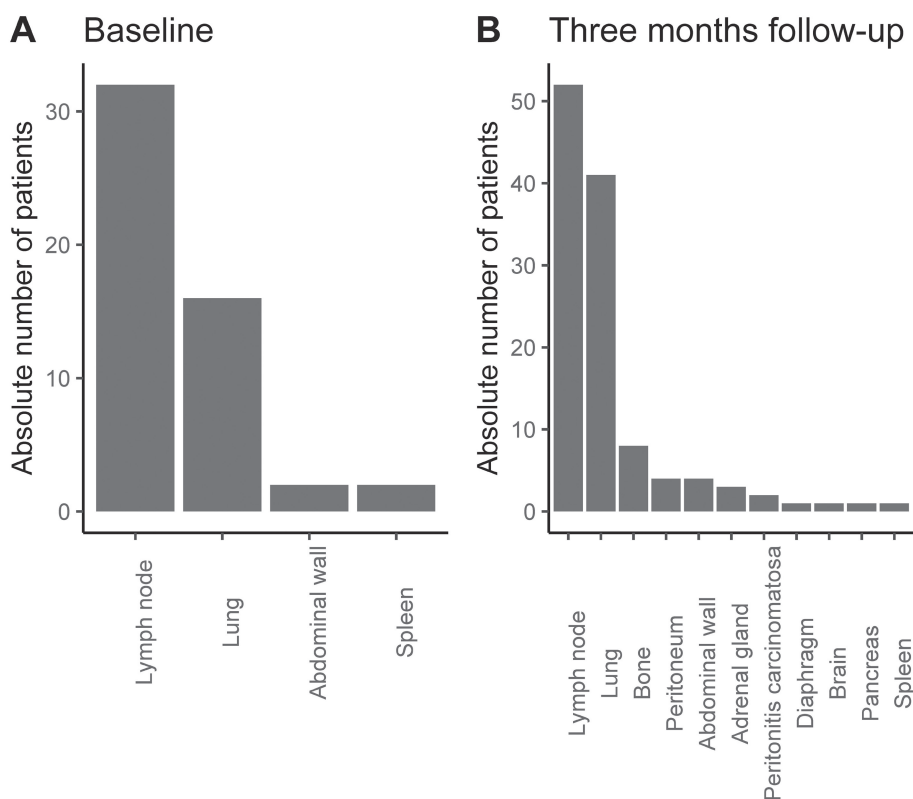 A Baseline
Absolute number of patients
30
20
10
0
Lymph node
Lung
Abdominal wall
Spleen
B Three months follow-up
Absolute number of patients
50
40
30
20
10
0
Lymph node
Lung
Bone
Peritoneum
Abdominal wall
Adrenal gland
Peritonitis carcinomatosa
Diaphragm
Brain
Pancreas
Spleen